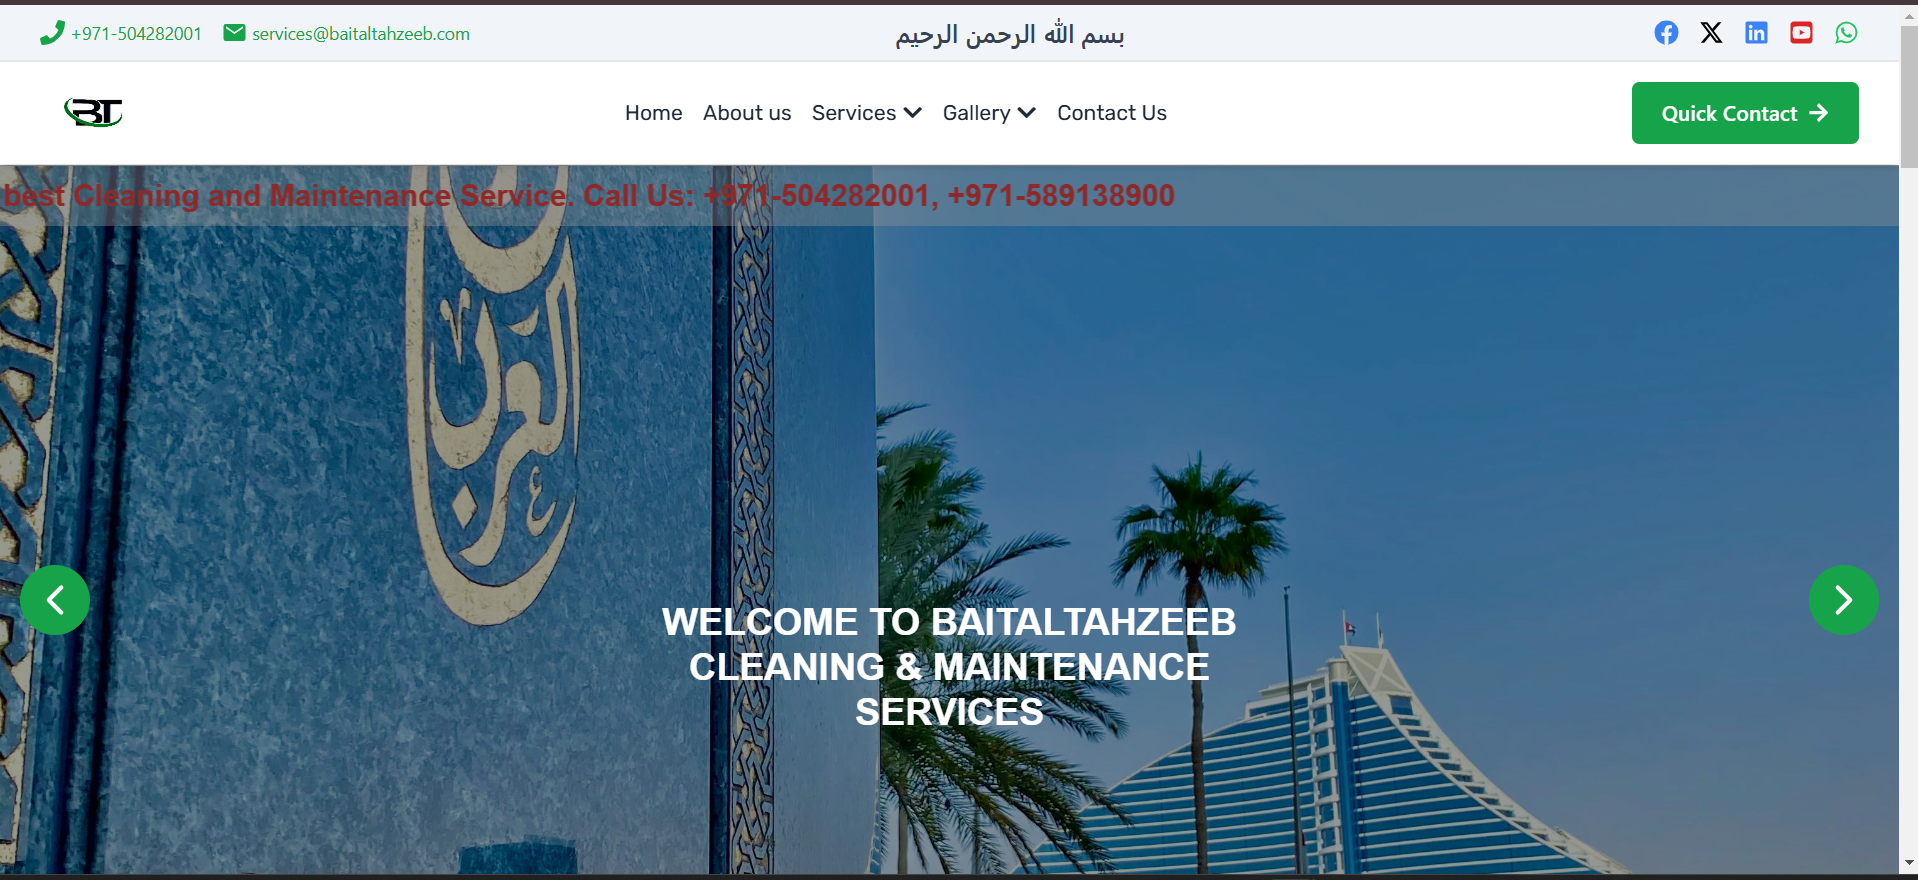 +971-504282001 services@baitaltahzeeb.com بسم الله الرحمن الرحيم
BT
Home About us Services Gallery Contact Us Quick Contact
best Cleaning and Maintenance Service. Call Us: +971-504282001, +971-589138900
WELCOME TO BAITALTAHZEEB
CLEANING & MAINTENANCE
SERVICES